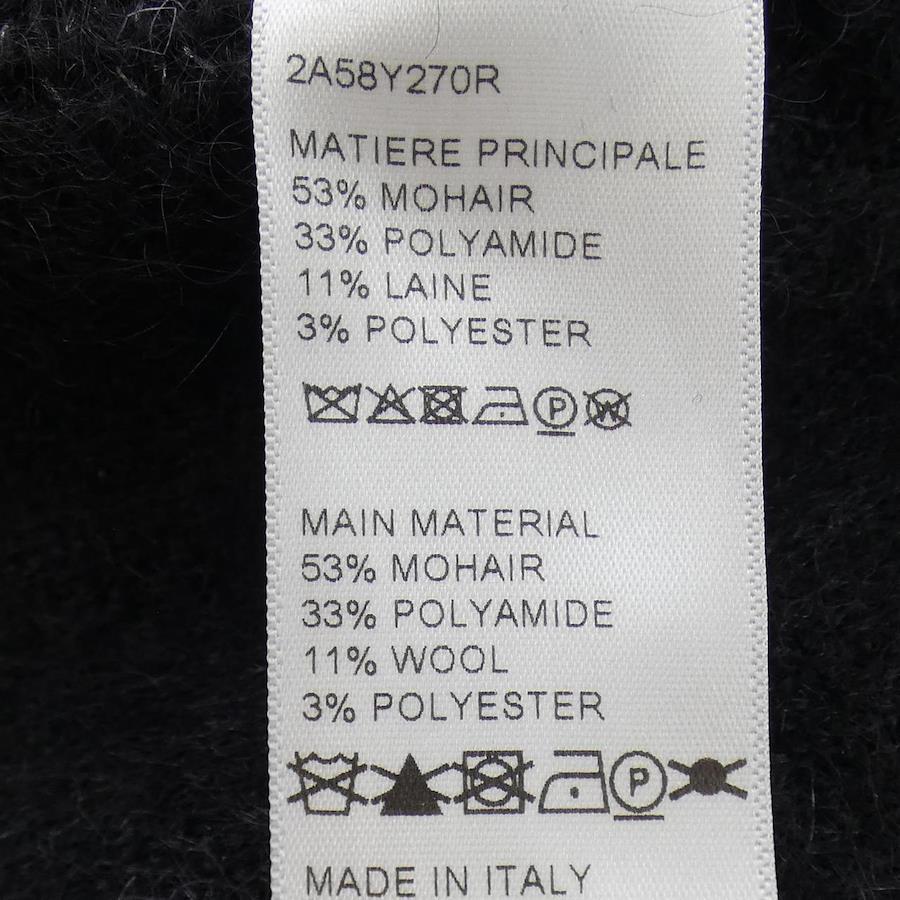 2A58Y270R
MATIERE PRINCIPALE
53% MOHAIR
33% POLYAMIDE
11% LAINE
3% POLYESTER
P W
MAIN MATERIAL
53% MOHAIR
33% POLYAMIDE
11% WOOL
3% POLYESTER
P
MADE IN ITALY